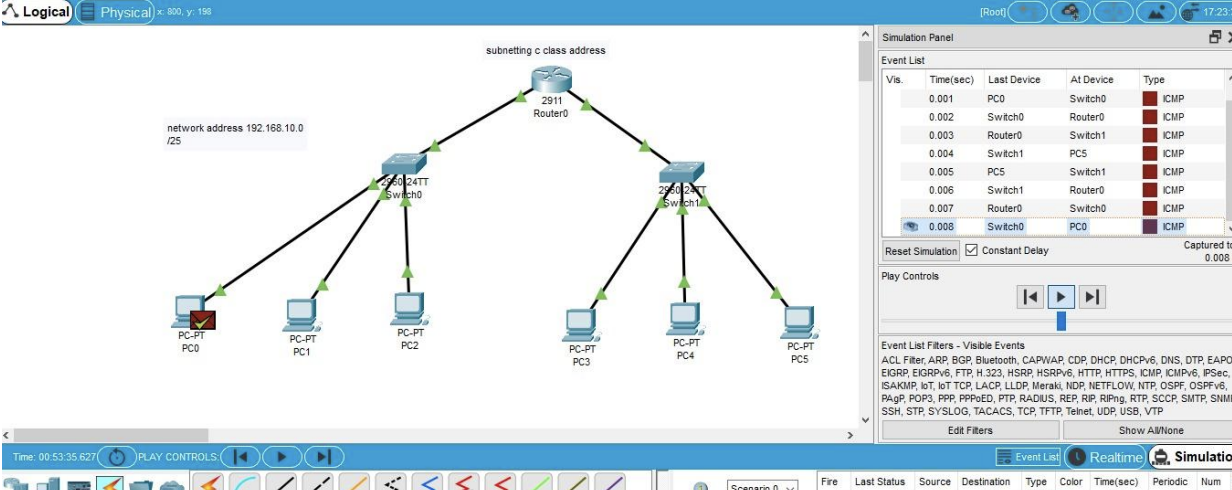 Logical Physical x: 800, y: 198 [Root] 17:23:
subnetting c class address
2911
Router0
network address 192.168.10.0
/25
2960-24TT
Switch0
2960-24TT
Switch1
PC-PT
PC0
PC-PT
PC1
PC-PT
PC2
PC-PT
PC3
PC-PT
PC4
PC-PT
PC5
Simulation Panel
Event List
Vis. Time(sec) Last Device At Device Type
0.001 PC0 Switch0 ICMP
0.002 Switch0 Router0 ICMP
0.003 Router0 Switch1 ICMP
0.004 Switch1 PC5 ICMP
0.005 PC5 Switch1 ICMP
0.006 Switch1 Router0 ICMP
0.007 Router0 Switch0 ICMP
0.008 Switch0 PC0 ICMP
Reset Simulation Constant Delay Captured to
0.008
Play Controls
Event List Filters - Visible Events
ACL Filter, ARP, BGP, Bluetooth, CAPWAP, CDP, DHCP, DHCPv6, DNS, DTP, EAPO
EIGRP, EIGRPv6, FTP, H.323, HSRP, HSRPv6, HTTP, HTTPS, ICMP, ICMPv6, IPSec,
ISAKMP, IoT, IoT TCP, LACP, LLDP, Meraki, NDP, NETFLOW, NTP, OSPF, OSPFv6,
PAgP, POP3, PPP, PPPoED, PTP, RADIUS, REP, RIP, RIPng, RTP, SCCP, SMTP, SNM
SSH, STP, SYSLOG, TACACS, TCP, TFTP, Telnet, UDP, USB, VTP
Edit Filters Show All/None
Time: 00:53:35.627 PLAY CONTROLS: Event List Realtime Simulatio
Scenario 0 Fire Last Status Source Destination Type Color Time(sec) Periodic Num